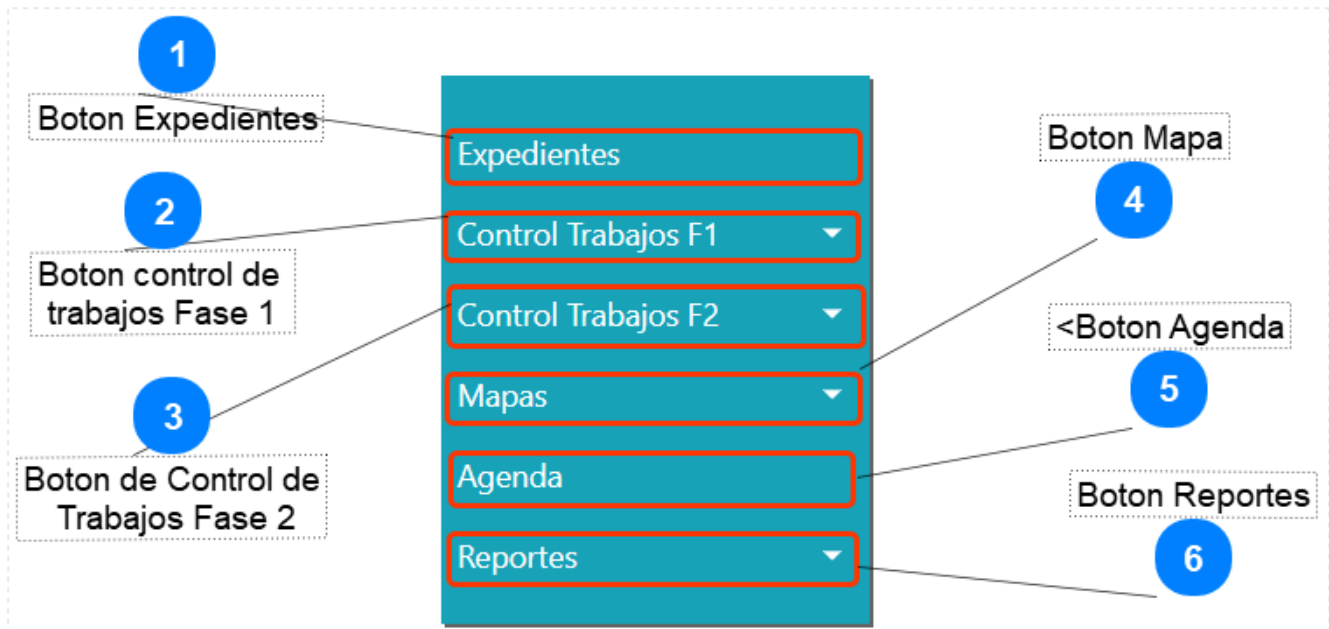 1
Boton Expedientes
2
Boton control de
trabajos Fase 1
3
Boton de Control de
Trabajos Fase 2
Expedientes
Control Trabajos F1
Control Trabajos F2
Mapas
Agenda
Reportes
Boton Mapa
4
<Boton Agenda
5
Boton Reportes
6